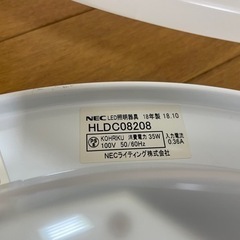 NEC LED照明器具 18年製 18.10
HLDC08208
KOHRIKU 消費電力 35W 入力電流
100V 50/60Hz 0.36A
NECライティング株式会社